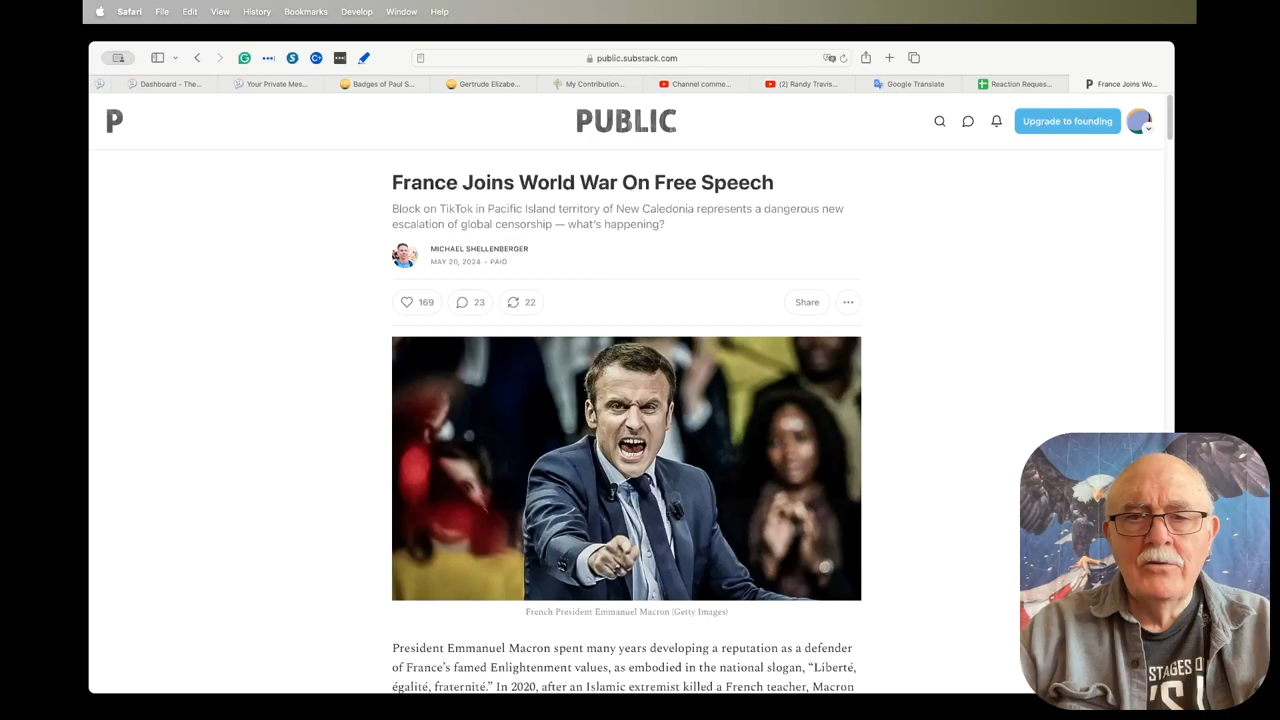 Safari File Edit View History Bookmarks Develop Window Help
public.substack.com
Dashboard - The... Your Private Mes... Badges of Paul S... Gertrude Elizabe... My Contribution... Channel comme... (2) Randy Travis... Google Translate Reaction Reques... France Joins Wo...
P PUBLIC Upgrade to founding
France Joins World War On Free Speech
Block on TikTok in Pacific Island territory of New Caledonia represents a dangerous new
escalation of global censorship — what's happening?
MICHAEL SHELLENBERGER
MAY 20, 2024 • PAID
169 23 22 Share
French President Emmanuel Macron (Getty Images)
President Emmanuel Macron spent many years developing a reputation as a defender
of France's famed Enlightenment values, as embodied in the national slogan, “Liberté,
égalité, fraternité.” In 2020, after an Islamic extremist killed a French teacher, Macron
STAGES O